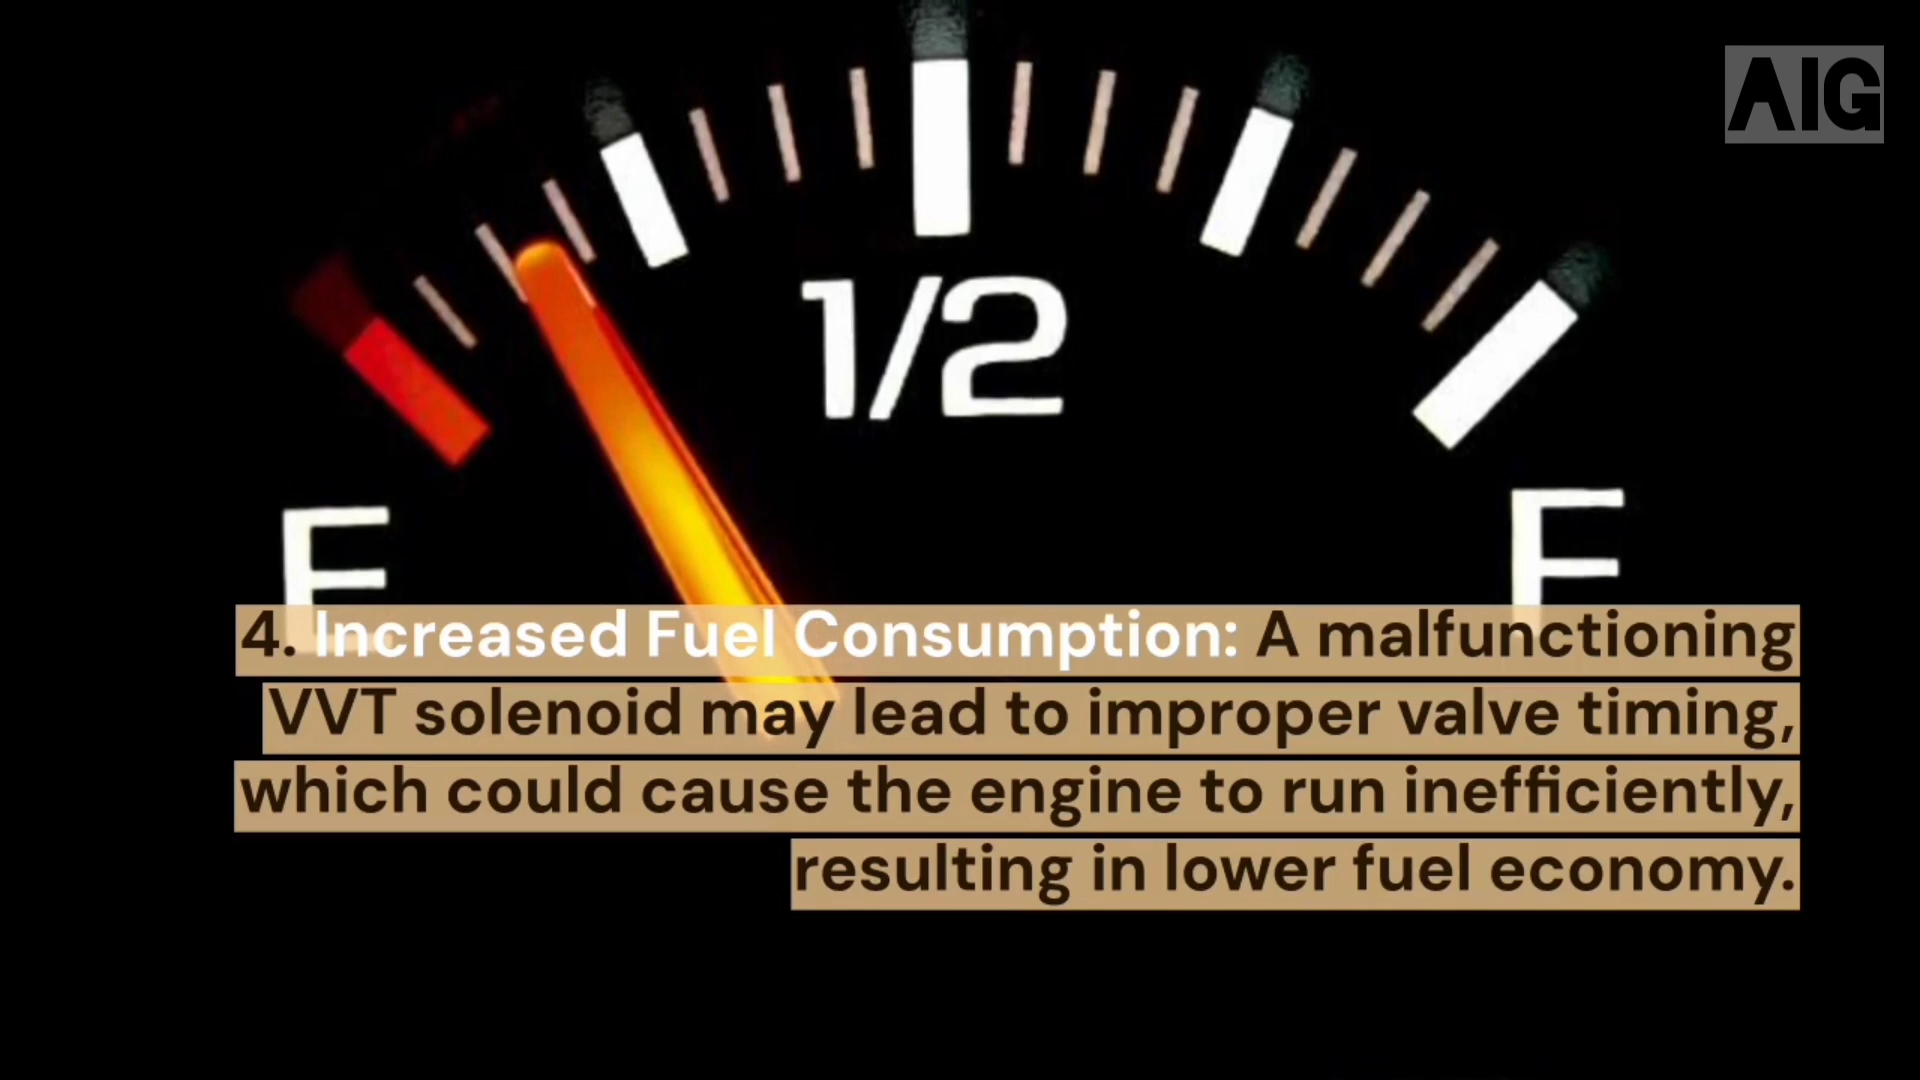 AIG
1/2
E
F
4. Increased Fuel Consumption: A malfunctioning
VVT solenoid may lead to improper valve timing,
which could cause the engine to run inefficiently,
resulting in lower fuel economy.